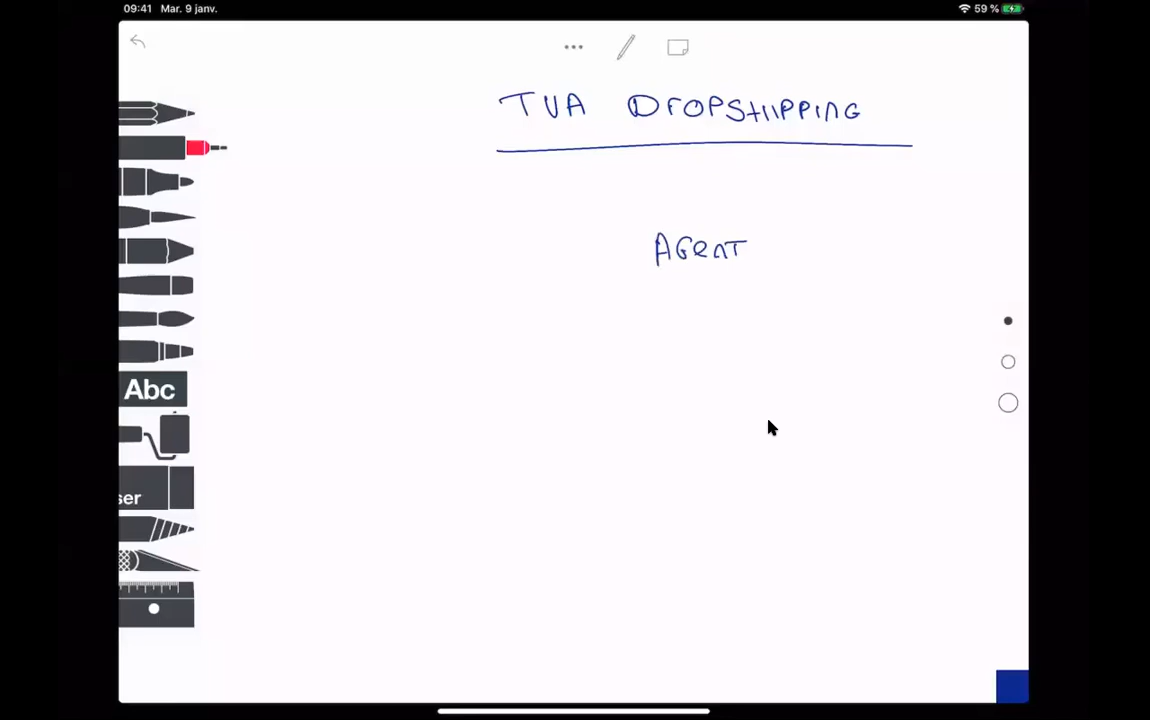 09:41 Mar. 9 janv. 59 %
TVA DROPSHIPPING
AGENT
Abc
ser